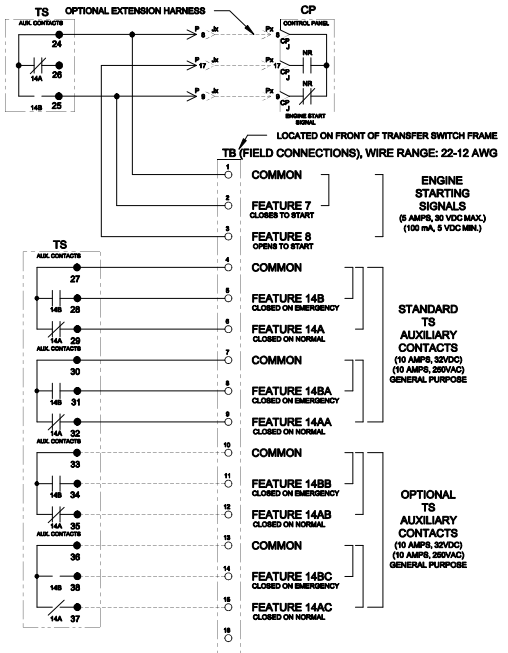 TS
AUX. CONTACTS
24
14A
26
14B
25
OPTIONAL EXTENSION HARNESS
P
8
Jx
Px
8
CP
J
P
17
Jx
Px
17
CP
J
P
9
Jx
Px
9
CP
J
CP
CONTROL PANEL
NR
NR
ENGINE START
SIGNAL
LOCATED ON FRONT OF TRANSFER SWITCH FRAME
TB (FIELD CONNECTIONS), WIRE RANGE: 22-12 AWG
1
COMMON
2
FEATURE 7
CLOSES TO START
3
FEATURE 8
OPENS TO START
ENGINE
STARTING
SIGNALS
(5 AMPS, 30 VDC MAX.)
(100 mA, 5 VDC MIN.)
TS
AUX. CONTACTS
27
4
COMMON
14B
28
5
FEATURE 14B
CLOSED ON EMERGENCY
14A
29
6
FEATURE 14A
CLOSED ON NORMAL
AUX. CONTACTS
30
7
COMMON
14B
31
8
FEATURE 14BA
CLOSED ON EMERGENCY
14A
32
9
FEATURE 14AA
CLOSED ON NORMAL
STANDARD
TS
AUXILIARY
CONTACTS
(10 AMPS, 32VDC)
(10 AMPS, 250VAC)
GENERAL PURPOSE
AUX. CONTACTS
33
10
COMMON
14B
34
11
FEATURE 14BB
CLOSED ON EMERGENCY
14A
35
12
FEATURE 14AB
CLOSED ON NORMAL
AUX. CONTACTS
36
13
COMMON
14B
38
14
FEATURE 14BC
CLOSED ON EMERGENCY
14A
37
15
FEATURE 14AC
CLOSED ON NORMAL
16
OPTIONAL
TS
AUXILIARY
CONTACTS
(10 AMPS, 32VDC)
(10 AMPS, 250VAC)
GENERAL PURPOSE